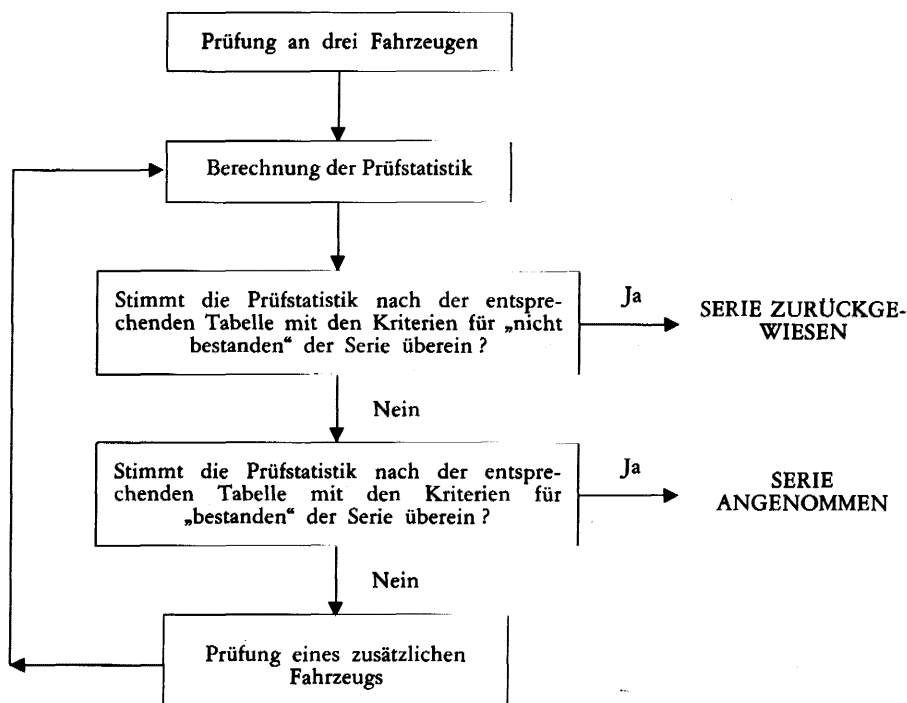 Prüfung an drei Fahrzeugen
Berechnung der Prüfstatistik
Stimmt die Prüfstatistik nach der entspre-
chenden Tabelle mit den Kriterien für „nicht
bestanden“ der Serie überein ?
Ja
SERIE ZURÜCKGE-
WIESEN
Nein
Stimmt die Prüfstatistik nach der entspre-
chenden Tabelle mit den Kriterien für
„bestanden“ der Serie überein ?
Ja
SERIE
ANGENOMMEN
Nein
Prüfung eines zusätzlichen
Fahrzeugs